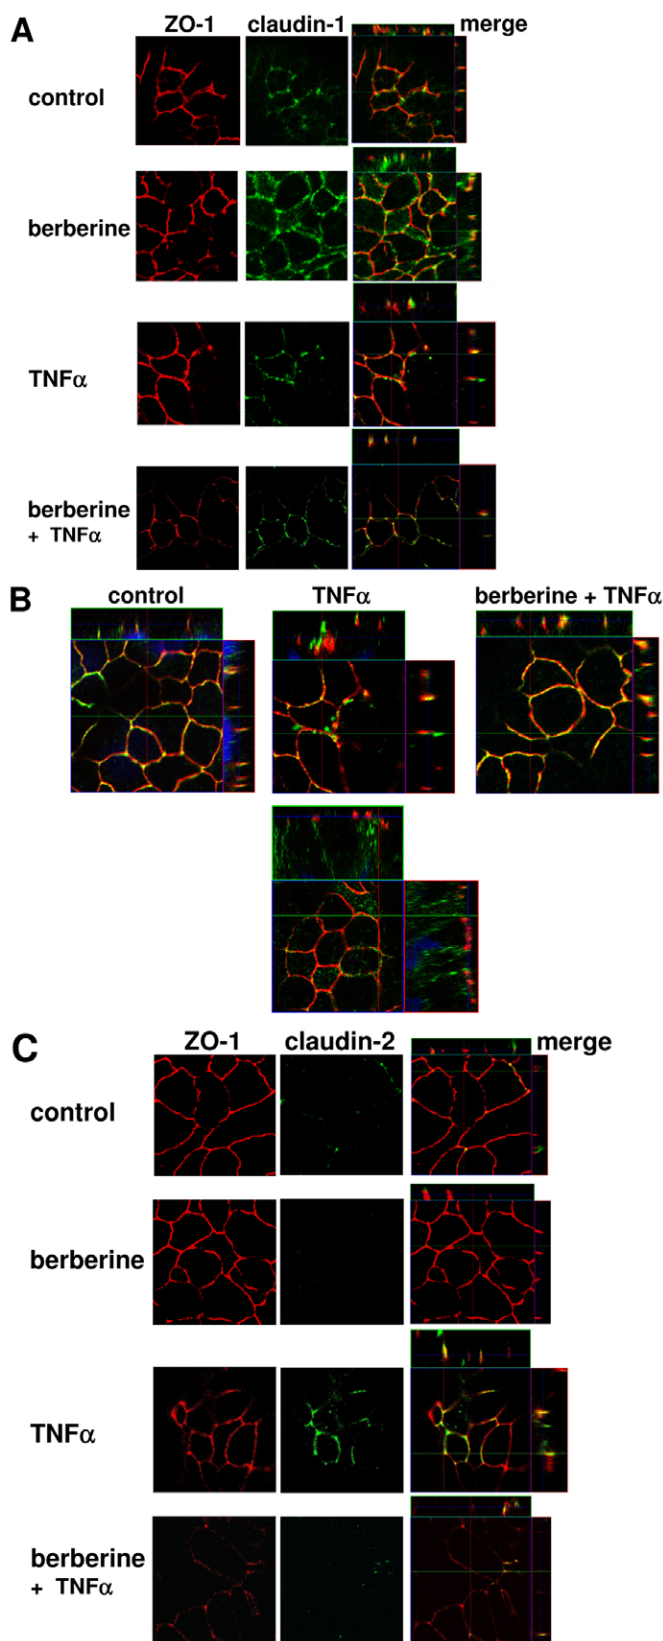 A
ZO-1 claudin-1 merge
control
berberine
TNFα
berberine
+ TNFα
B
control TNFα berberine + TNFα
C
ZO-1 claudin-2 merge
control
berberine
TNFα
berberine
+ TNFα